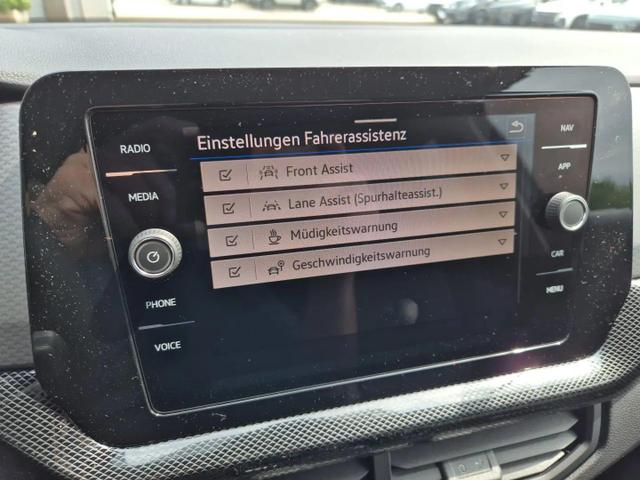 Einstellungen Fahrerassistenz
Front Assist
Lane Assist (Spurhalteassist.)
Müdigkeitswarnung
Geschwindigkeitswarnung
RADIO
MEDIA
PHONE
VOICE
NAV
APP
CAR
MENU